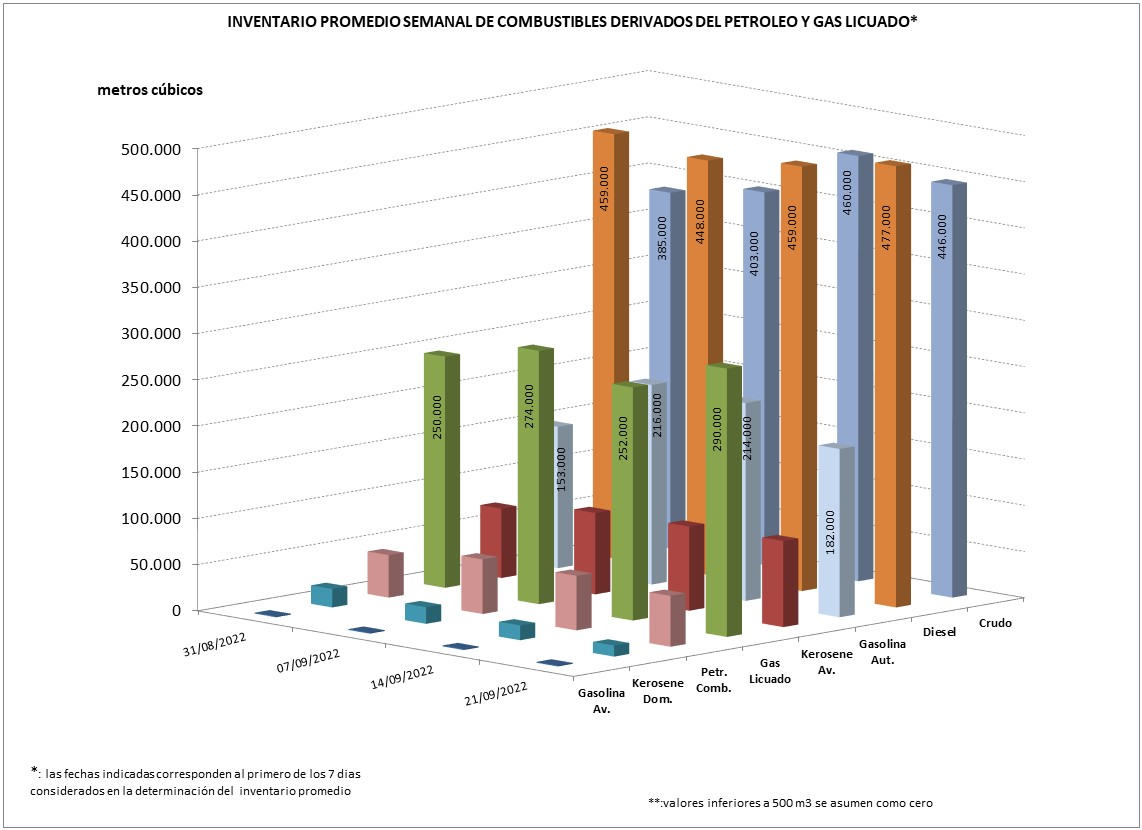 INVENTARIO PROMEDIO SEMANAL DE COMBUSTIBLES DERIVADOS DEL PETROLEO Y GAS LICUADO*
metros cúbicos
500.000
450.000
400.000
350.000
300.000
250.000
200.000
150.000
100.000
50.000
0
250.000
274.000
153.000
459.000
252.000
216.000
385.000
448.000
290.000
214.000
403.000
459.000
182.000
460.000
477.000
446.000
31/08/2022
07/09/2022
14/09/2022
21/09/2022
Gasolina
Av.
Kerosene
Dom.
Petr.
Comb.
Gas
Licuado
Kerosene
Av.
Gasolina
Aut.
Diesel
Crudo
*: las fechas indicadas corresponden al primero de los 7 dias
considerados en la determinación del inventario promedio
**:valores inferiores a 500 m3 se asumen como cero